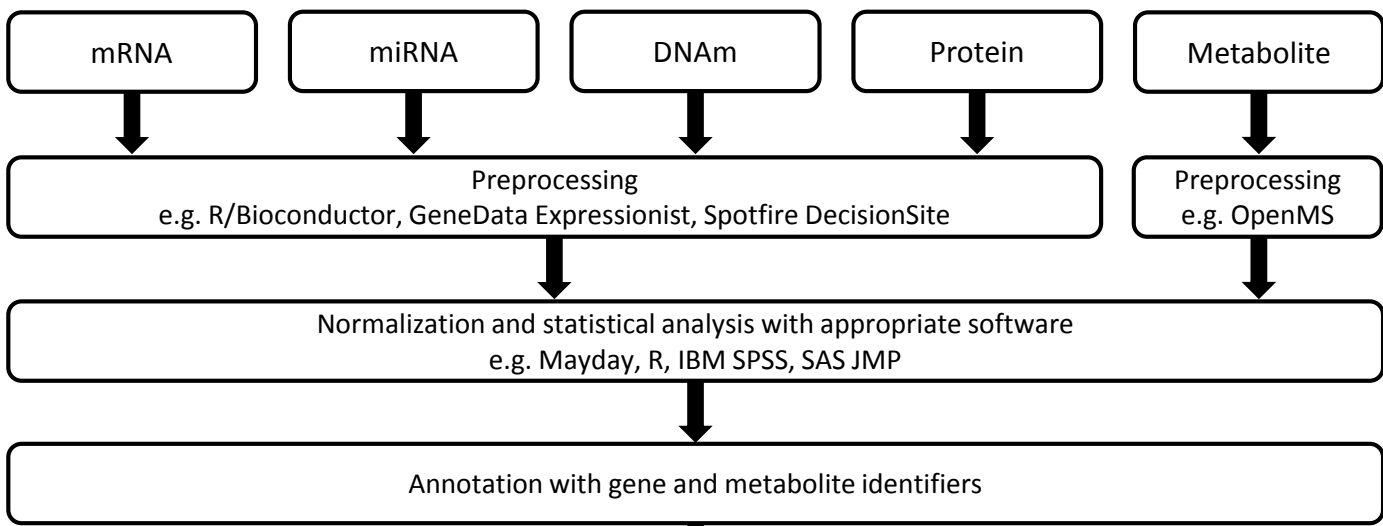 mRNA
miRNA
DNAm
Protein
Metabolite
Preprocessing
e.g. R/Bioconductor, GeneData Expressionist, Spotfire DecisionSite
Preprocessing
e.g. OpenMS
Normalization and statistical analysis with appropriate software
e.g. Mayday, R, IBM SPSS, SAS JMP
Annotation with gene and metabolite identifiers